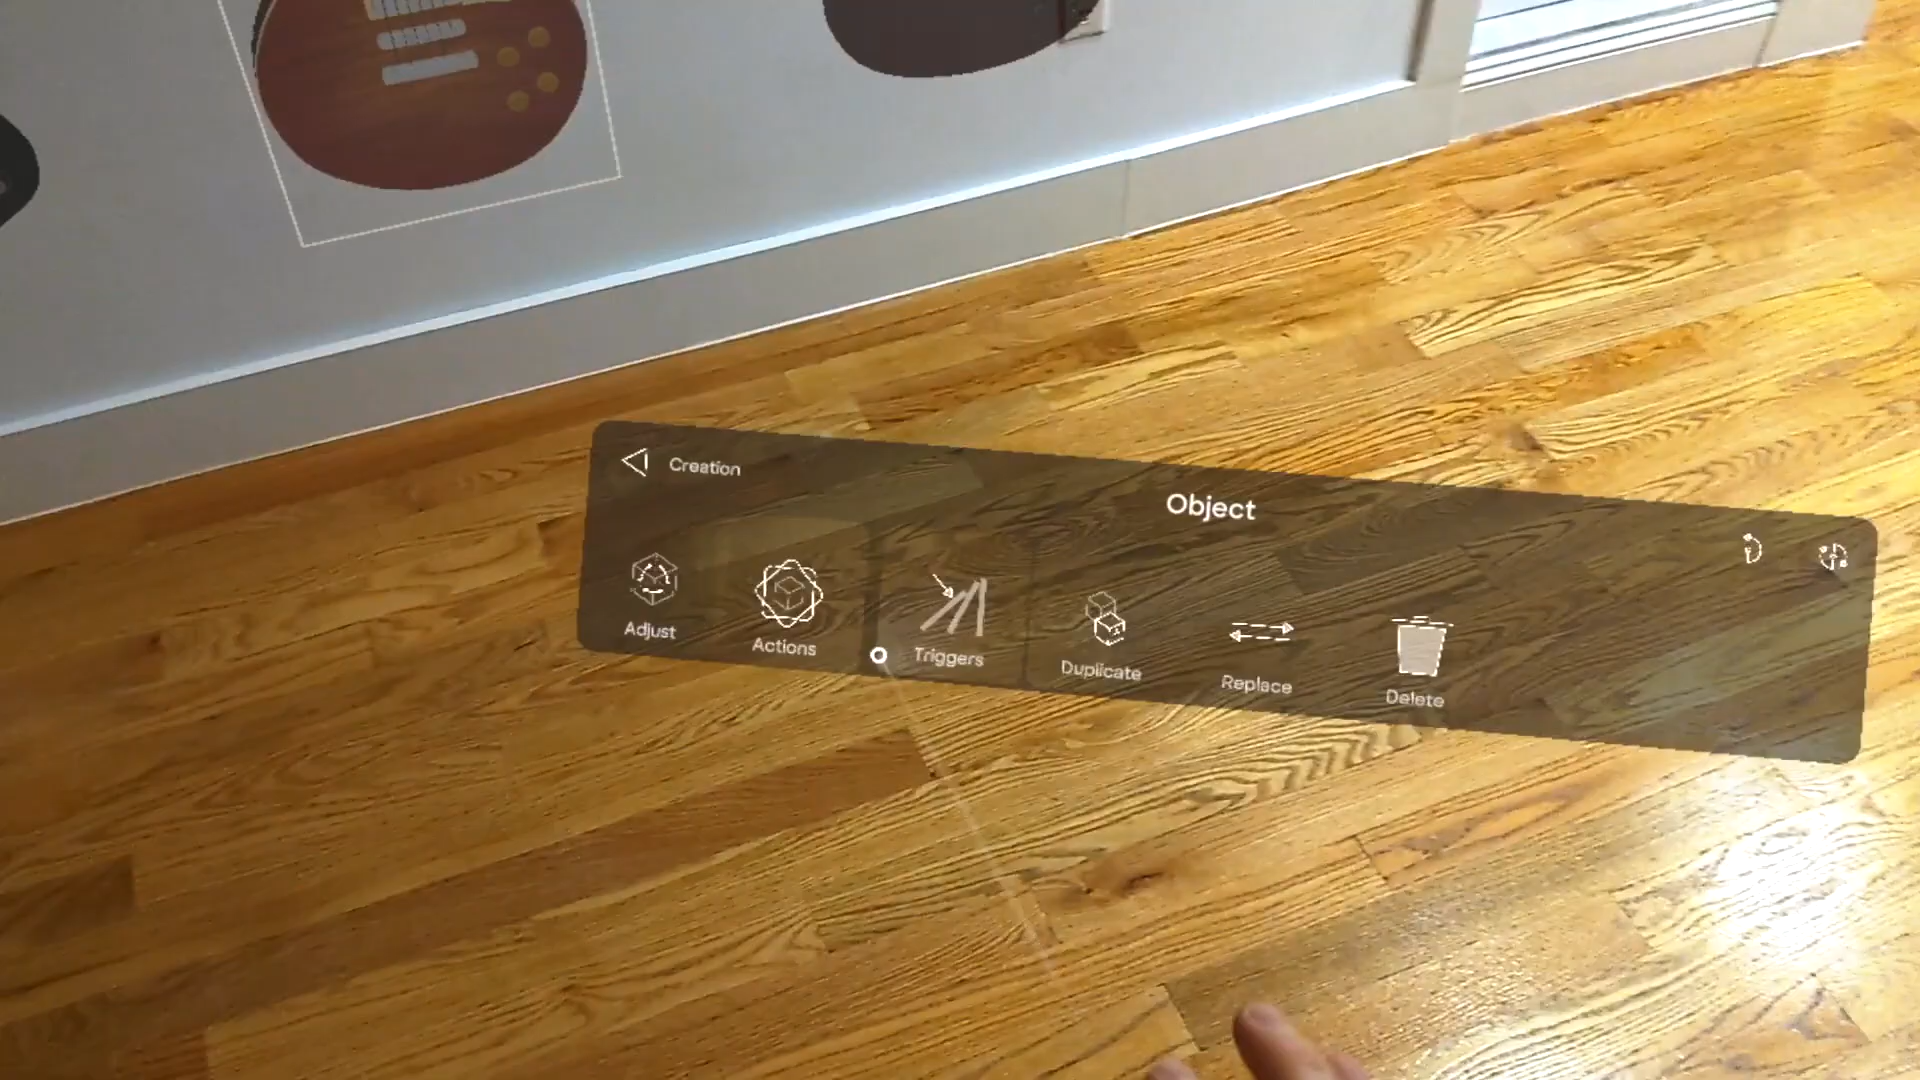 Creation
Object
Adjust
Actions
Triggers
Duplicate
Replace
Delete